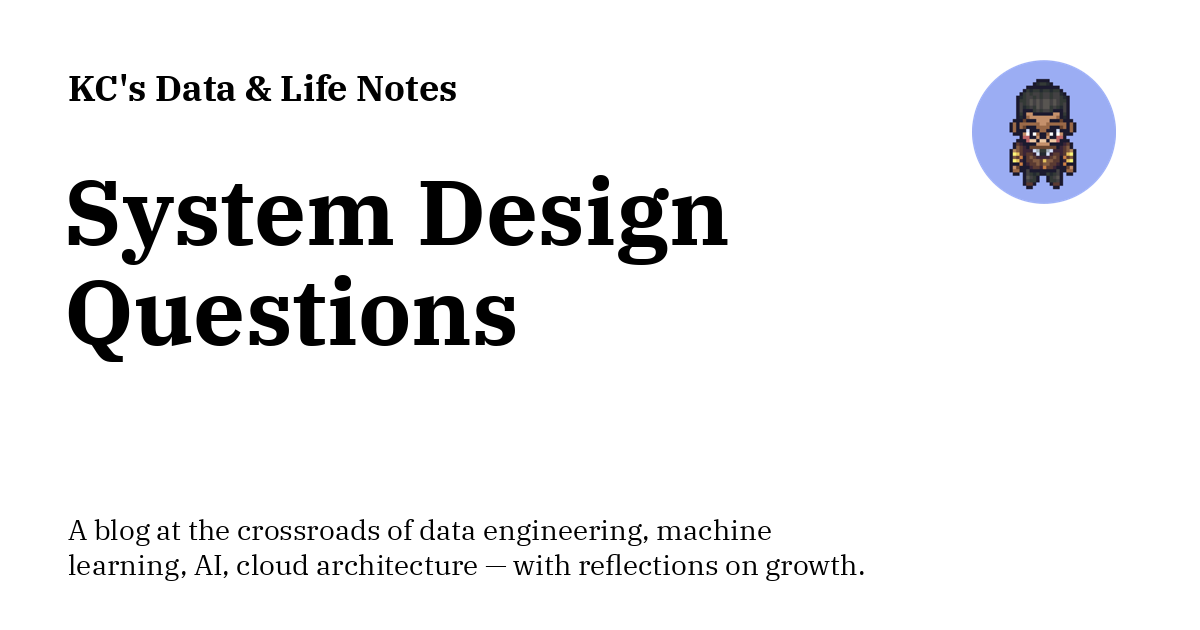 KC's Data & Life Notes
System Design
Questions
A blog at the crossroads of data engineering, machine
learning, AI, cloud architecture — with reflections on growth.